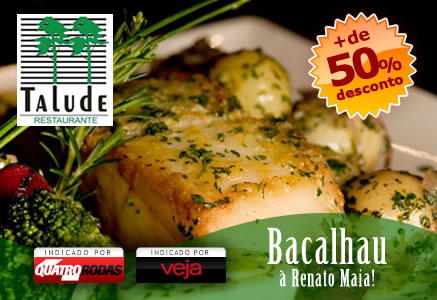 TALUDE
RESTAURANTE
+ de
50%
desconto
INDICADO POR
QUATRO RODAS
INDICADO POR
veja
Bacalhau
à Renato Maia!